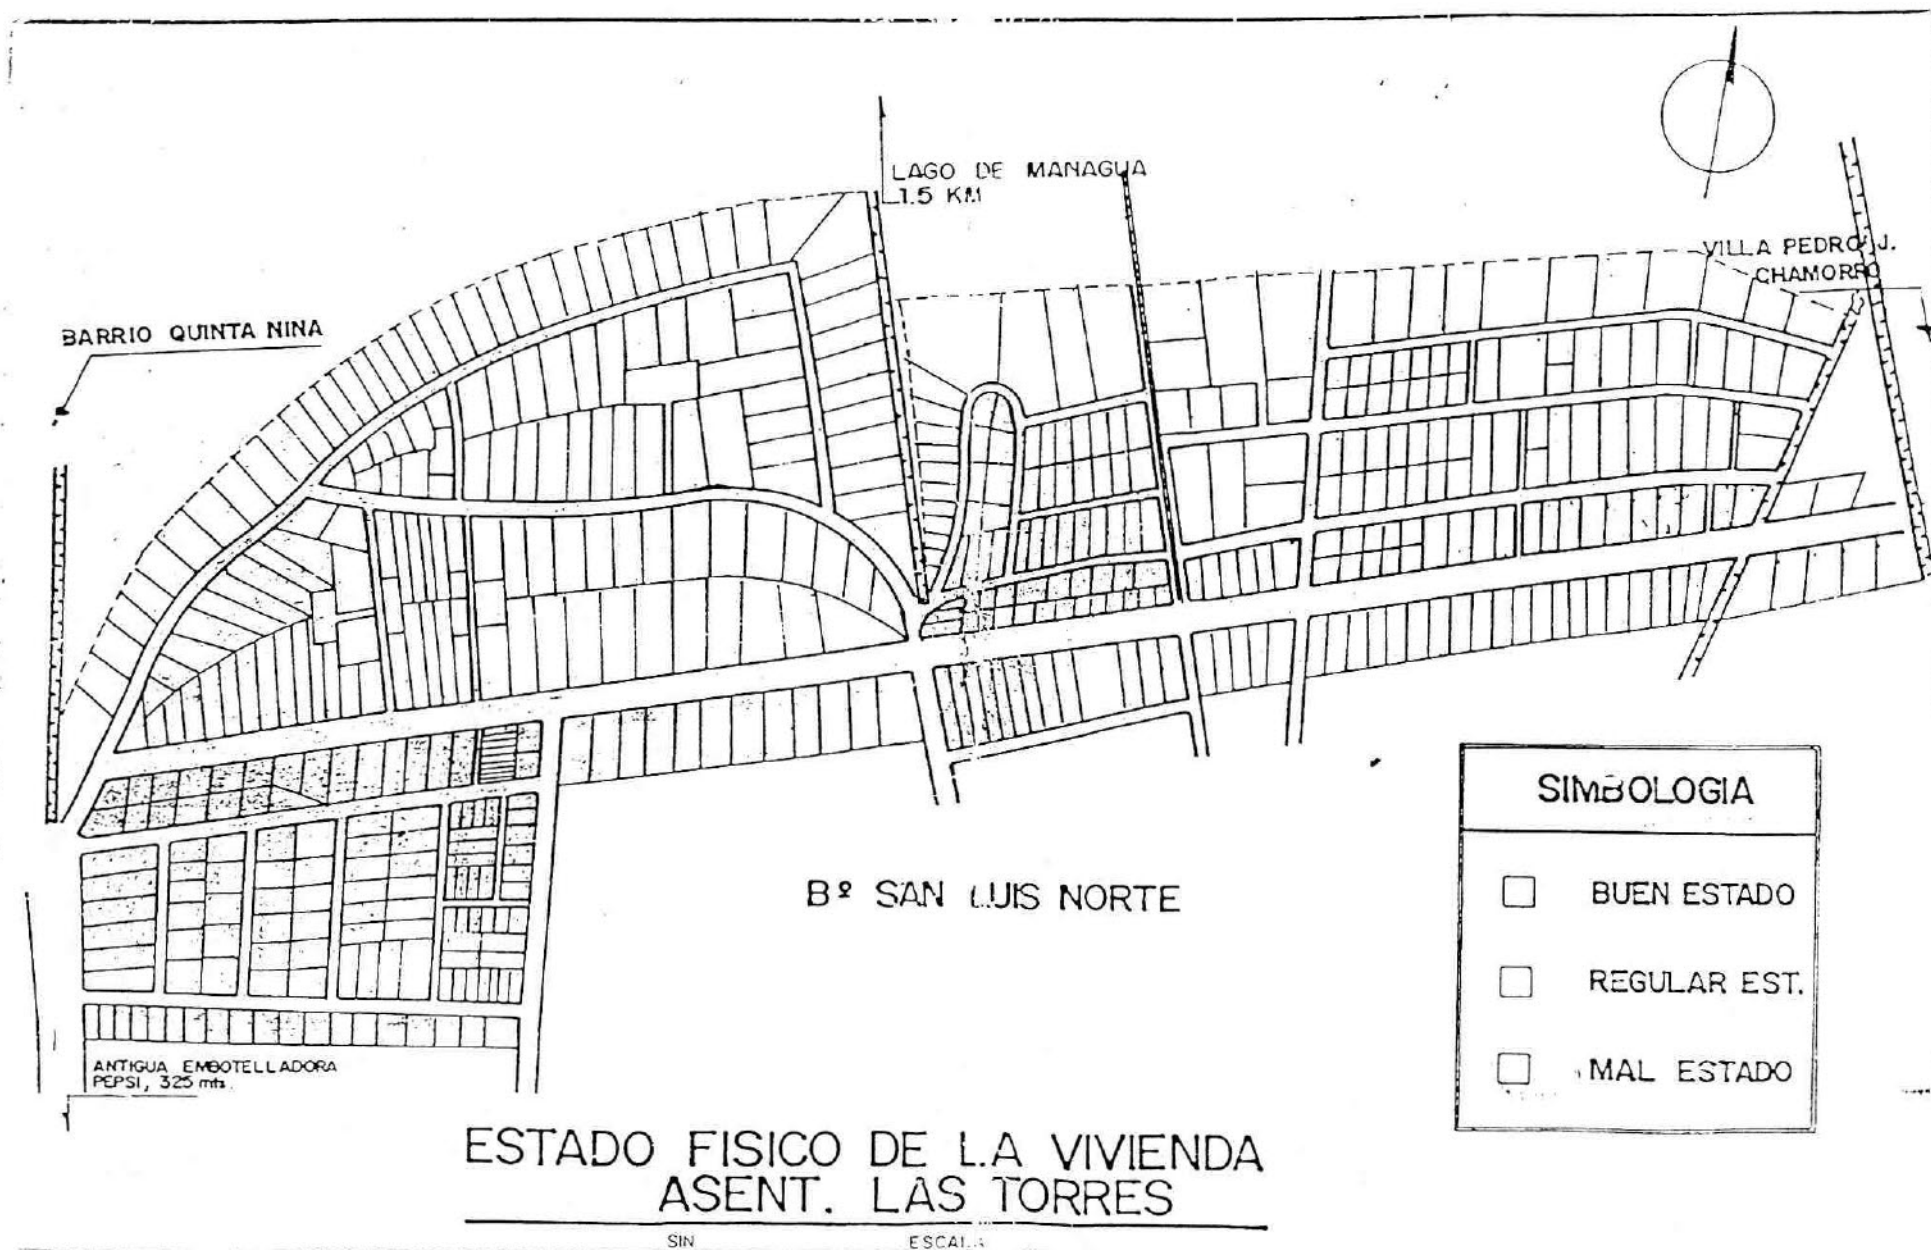 LAGO DE MANAGUA
1.5 KM
VILLA PEDRO J.
CHAMORRO
BARRIO QUINTA NINA
Bº SAN LUIS NORTE
SIMBOLOGIA
BUEN ESTADO
REGULAR EST.
MAL ESTADO
ANTIGUA EMBOTELLADORA
PEPSI, 325 mts.
ESTADO FISICO DE LA VIVIENDA
ASENT. LAS TORRES
SIN ESCALA